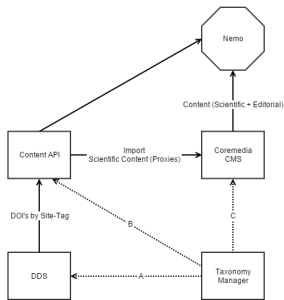 Nemo
Content (Scientific + Editorial)
Content API
Import
Scientific Content (Proxies)
Coremedia
CMS
DOI's by Site-Tag
B
C
DDS
A
Taxonomy
Manager